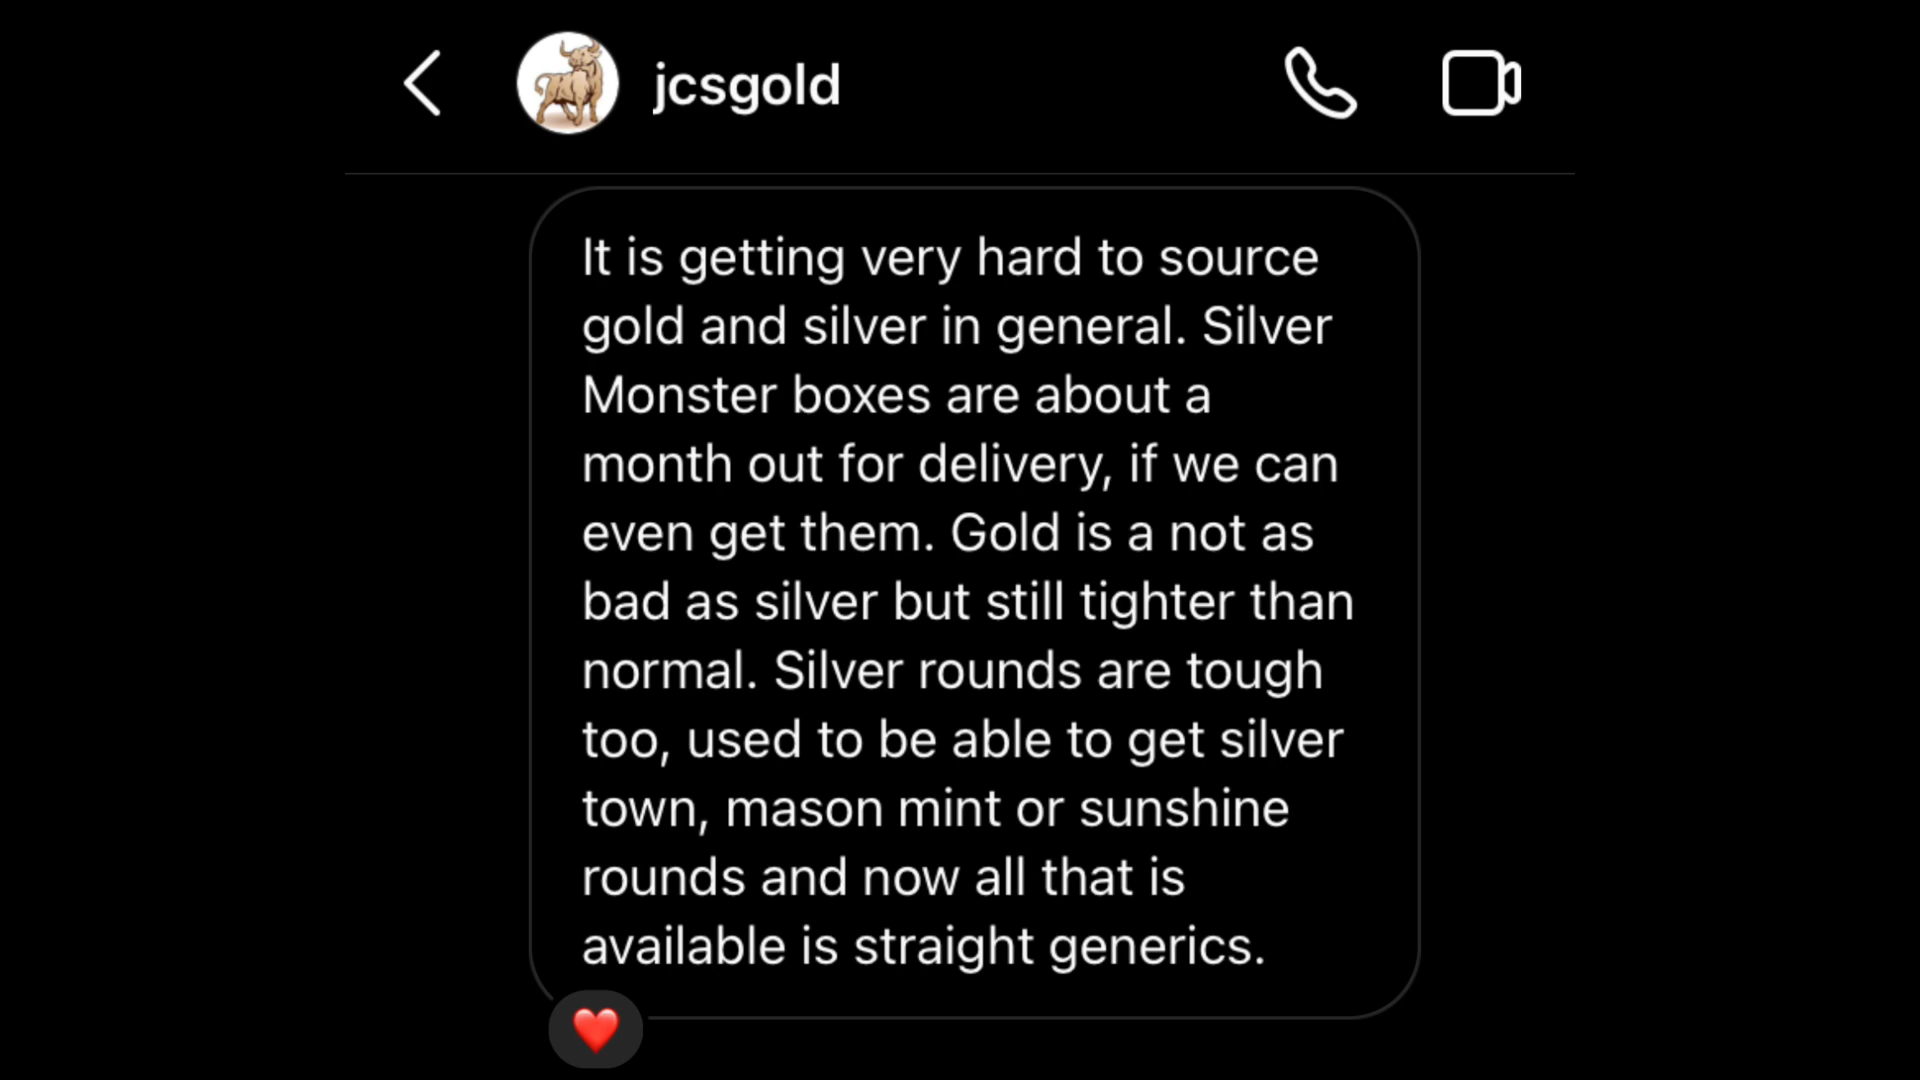 jcsgold
It is getting very hard to source
gold and silver in general. Silver
Monster boxes are about a
month out for delivery, if we can
even get them. Gold is a not as
bad as silver but still tighter than
normal. Silver rounds are tough
too, used to be able to get silver
town, mason mint or sunshine
rounds and now all that is
available is straight generics.